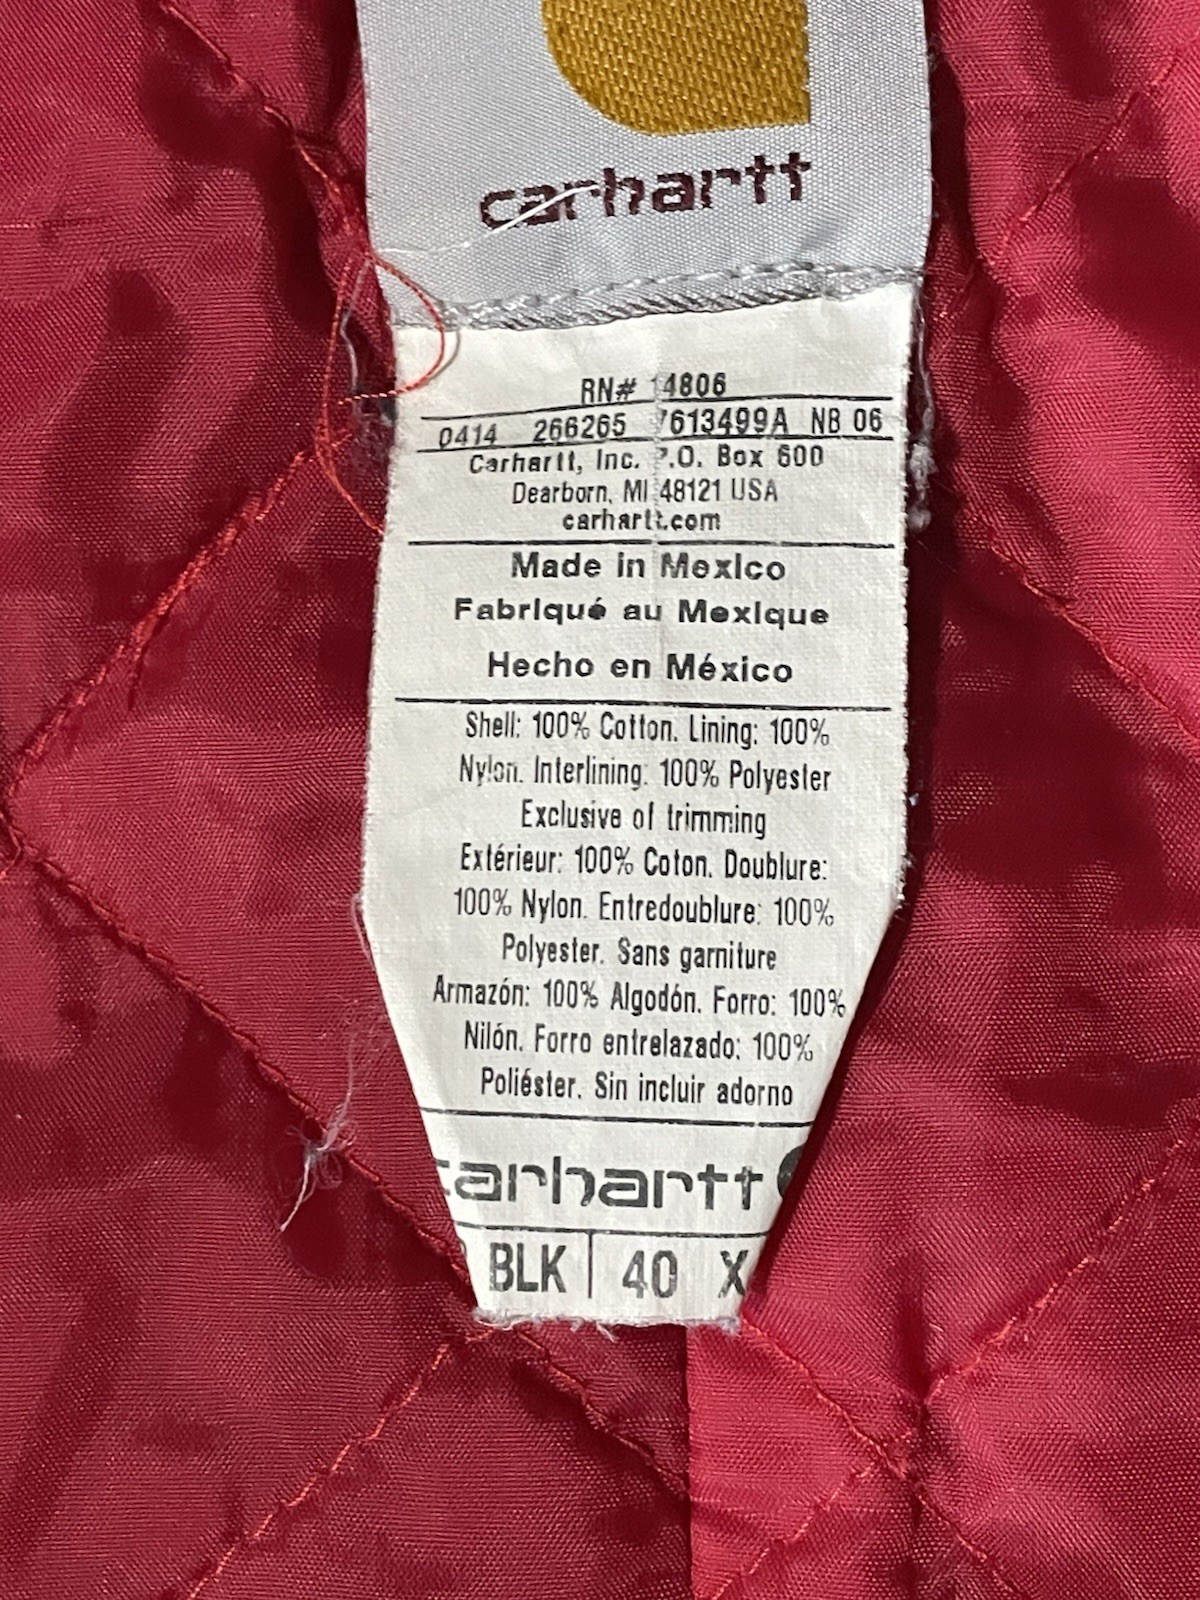 carhartt
RN# 14806
0414 266265 7613499A NB 06
Carhartt, Inc. P.O. Box 600
Dearborn, MI 48121 USA
carhartt.com
Made in Mexico
Fabriqué au Mexique
Hecho en México
Shell: 100% Cotton. Lining: 100%
Nylon. Interlining: 100% Polyester
Exclusive of trimming
Extérieur: 100% Coton. Doublure:
100% Nylon. Entredoublure: 100%
Polyester. Sans garniture
Armazón: 100% Algodón. Forro: 100%
Nilón. Forro entrelazado: 100%
Poliéster. Sin incluir adorno
carhartt
BLK 40 X